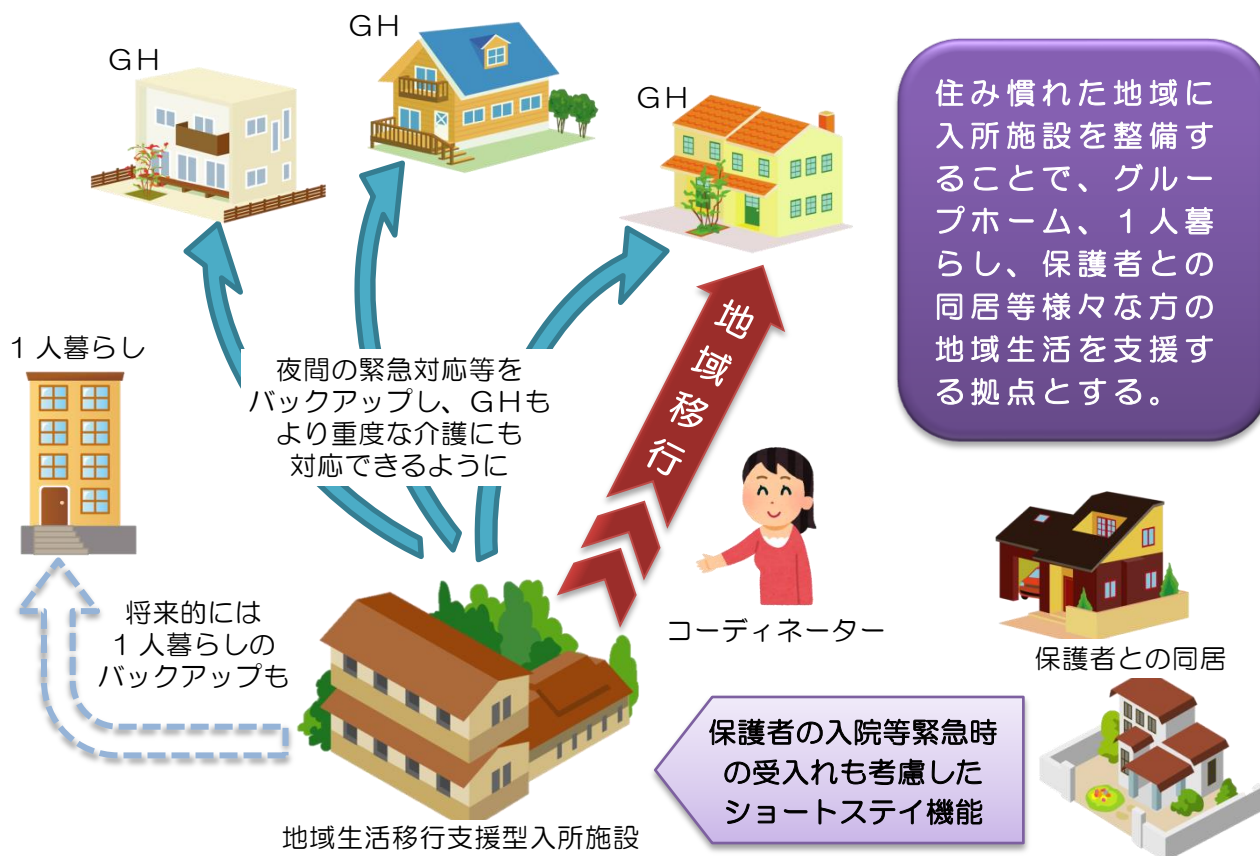 GH
GH
GH
住み慣れた地域に
入所施設を整備す
ることで、グルー
プホーム、1人暮
らし、保護者との
同居等様々な方の
地域生活を支援す
る拠点とする。
1人暮らし
夜間の緊急対応等を
バックアップし、GHも
より重度な介護にも
対応できるように
地域移行
コーディネーター
保護者との同居
将来的には
1人暮らしの
バックアップも
保護者の入院等緊急時
の受入れも考慮した
ショートステイ機能
地域生活移行支援型入所施設